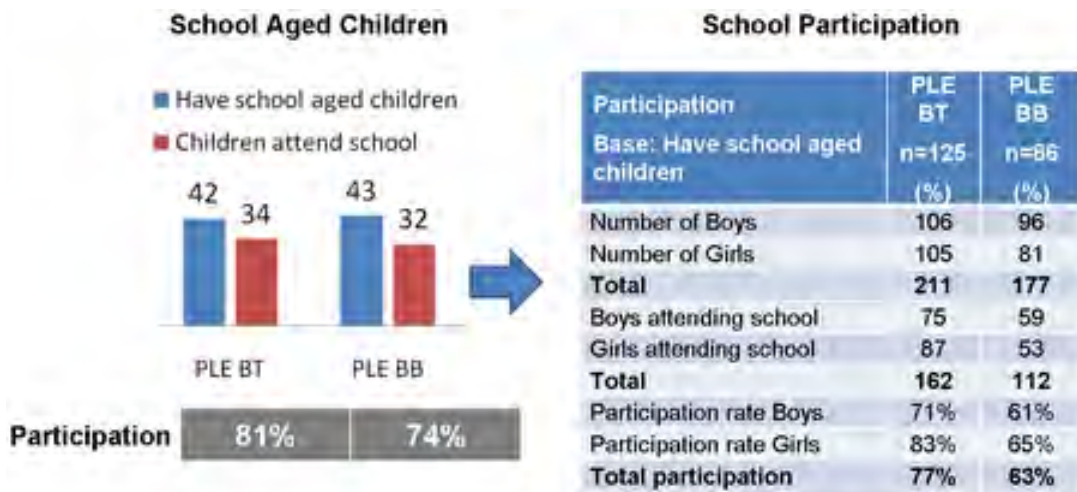 School Aged Children
Have school aged children
Children attend school
42 34 43 32
PLE BT PLE BB
Participation 81% 74%
School Participation
Participation PLE BT PLE BB
Base: Have school aged children n=125 n=86
(%) (%)
Number of Boys 106 96
Number of Girls 105 81
Total 211 177
Boys attending school 75 59
Girls attending school 87 53
Total 162 112
Participation rate Boys 71% 61%
Participation rate Girls 83% 65%
Total participation 77% 63%